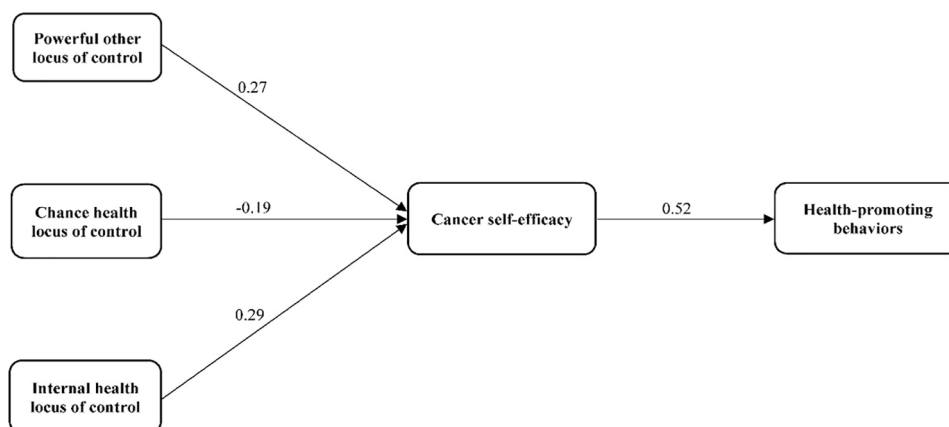 Powerful other
locus of control
0.27
Chance health
locus of control
-0.19
Cancer self-efficacy
0.52
Health-promoting
behaviors
0.29
Internal health
locus of control